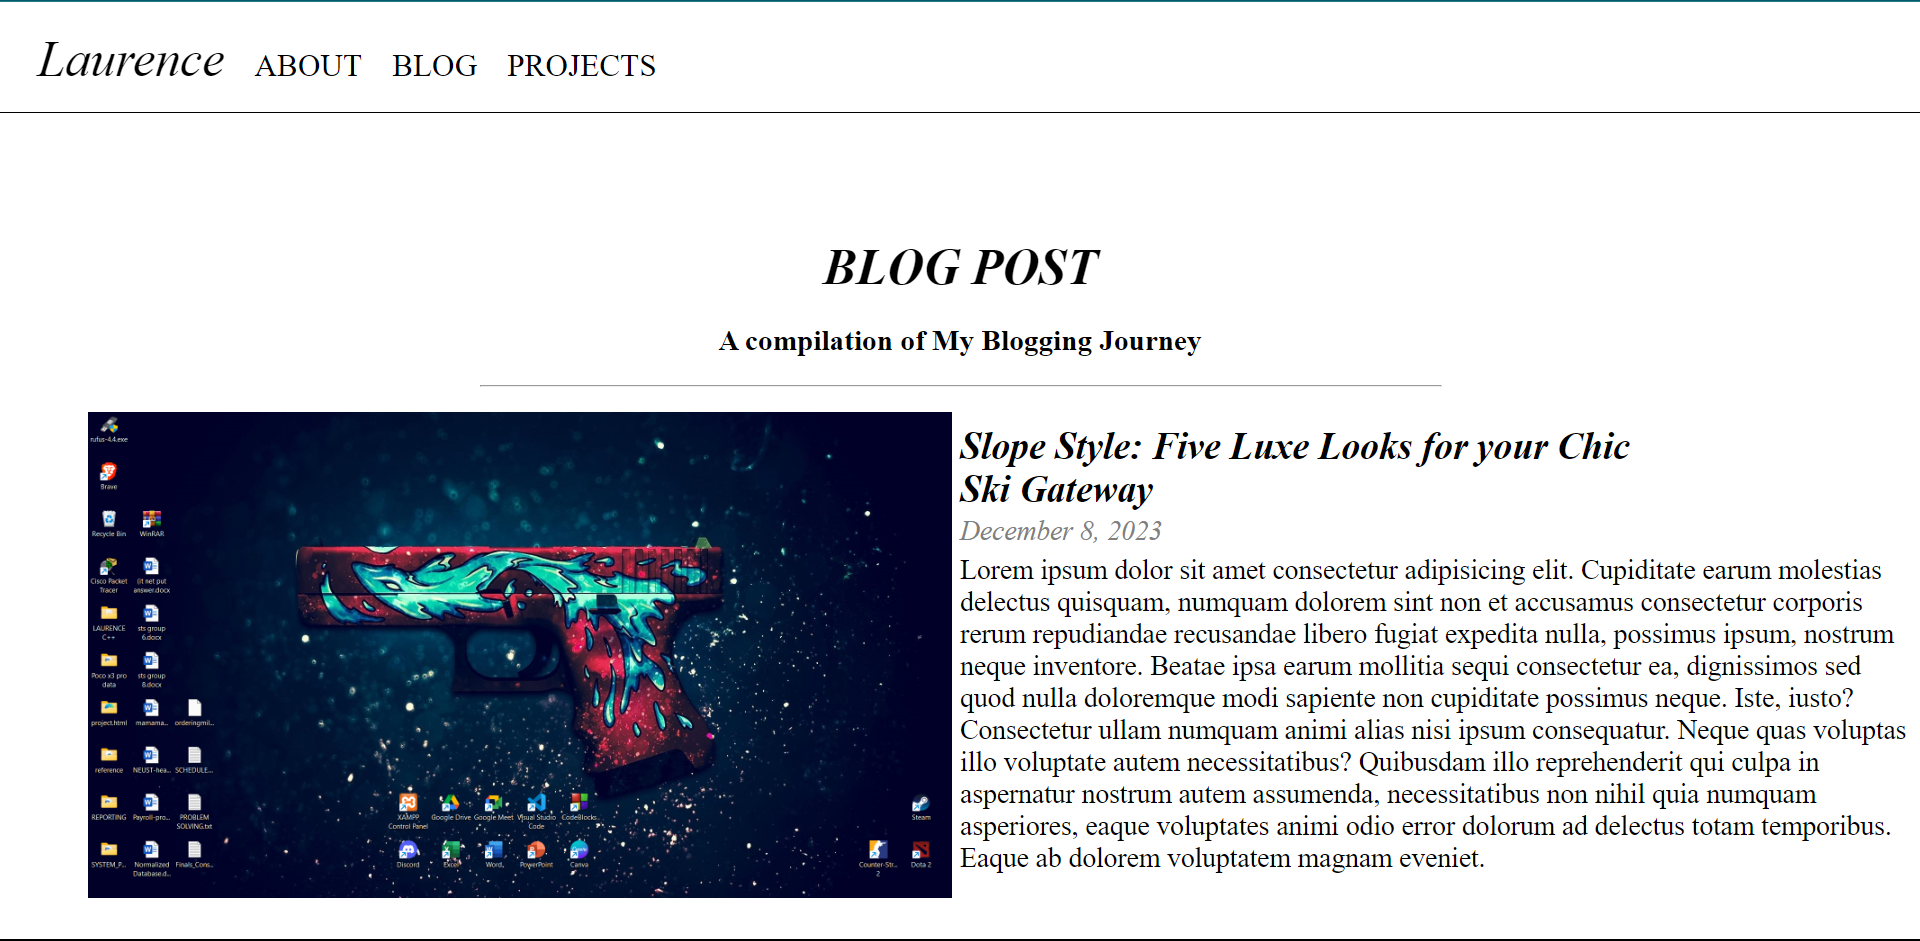 Laurence ABOUT BLOG PROJECTS
BLOG POST
A compilation of My Blogging Journey
Slope Style: Five Luxe Looks for your Chic
Ski Gateway
December 8, 2023
Lorem ipsum dolor sit amet consectetur adipisicing elit. Cupiditate earum molestias
delectus quisquam, numquam dolorem sint non et accusamus consectetur corporis
rerum repudiandae recusandae libero fugiat expedita nulla, possimus ipsum, nostrum
neque inventore. Beatae ipsa earum mollitia sequi consectetur ea, dignissimos sed
quod nulla doloremque modi sapiente non cupiditate possimus neque. Iste, iusto?
Consectetur ullam numquam animi alias nisi ipsum consequatur. Neque quas voluptas
illo voluptate autem necessitatibus? Quibusdam illo reprehenderit qui culpa in
aspernatur nostrum autem assumenda, necessitatibus non nihil quia numquam
asperiores, eaque voluptates animi odio error dolorum ad delectus totam temporibus.
Eaque ab dolorem voluptatem magnam eveniet.
rufus-4.4.exe
Brave
Recycle Bin WinRAR
Cisco Packet
Tracer
(it net put
answer.docx
LAURENCE
C++
sts group
6.docx
Poco x3 pro
data
sts group
8.docx
project.html mamama... orderingmil...
reference NEUST-hea... SCHEDULE...
REPORTING Payroll-pro... PROBLEM
SOLVING.txt
XAMPP
Control Panel
Google Drive Google Meet Visual Studio
Code
CodeBlocks
Steam
SYSTEM_P... Normalized
Database.d...
Finals_Cons...
Discord Excel Word, PowerPoint Canva
Counter-Str...
2
Dota 2